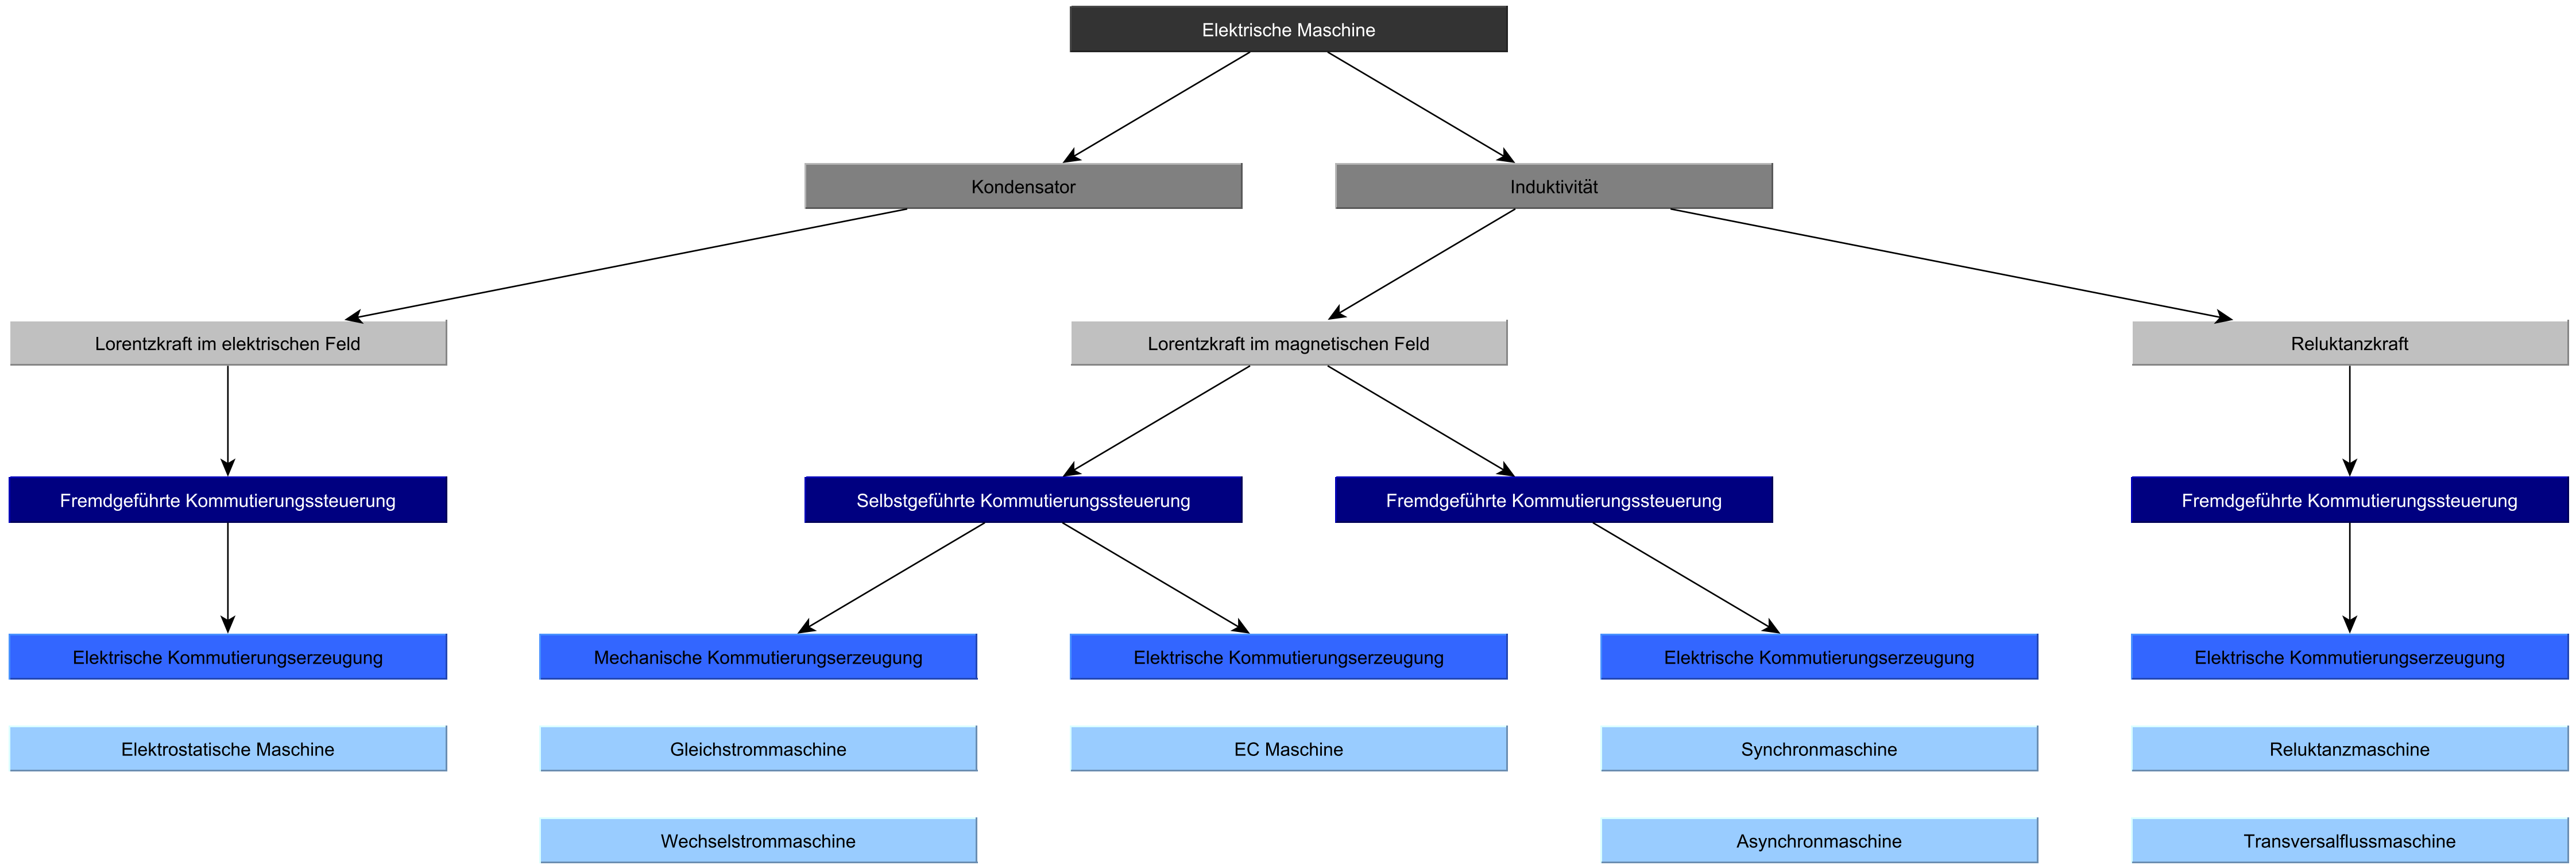 Elektrische Maschine
Kondensator
Induktivität
Lorentzkraft im elektrischen Feld
Lorentzkraft im magnetischen Feld
Reluktanzkraft
Fremdgeführte Kommutierungssteuerung
Selbstgeführte Kommutierungssteuerung
Fremdgeführte Kommutierungssteuerung
Fremdgeführte Kommutierungssteuerung
Elektrische Kommutierungserzeugung
Mechanische Kommutierungserzeugung
Elektrische Kommutierungserzeugung
Elektrische Kommutierungserzeugung
Elektrische Kommutierungserzeugung
Elektrostatische Maschine
Gleichstrommaschine
EC Maschine
Synchronmaschine
Reluktanzmaschine
Wechselstrommaschine
Asynchronmaschine
Transversalflussmaschine